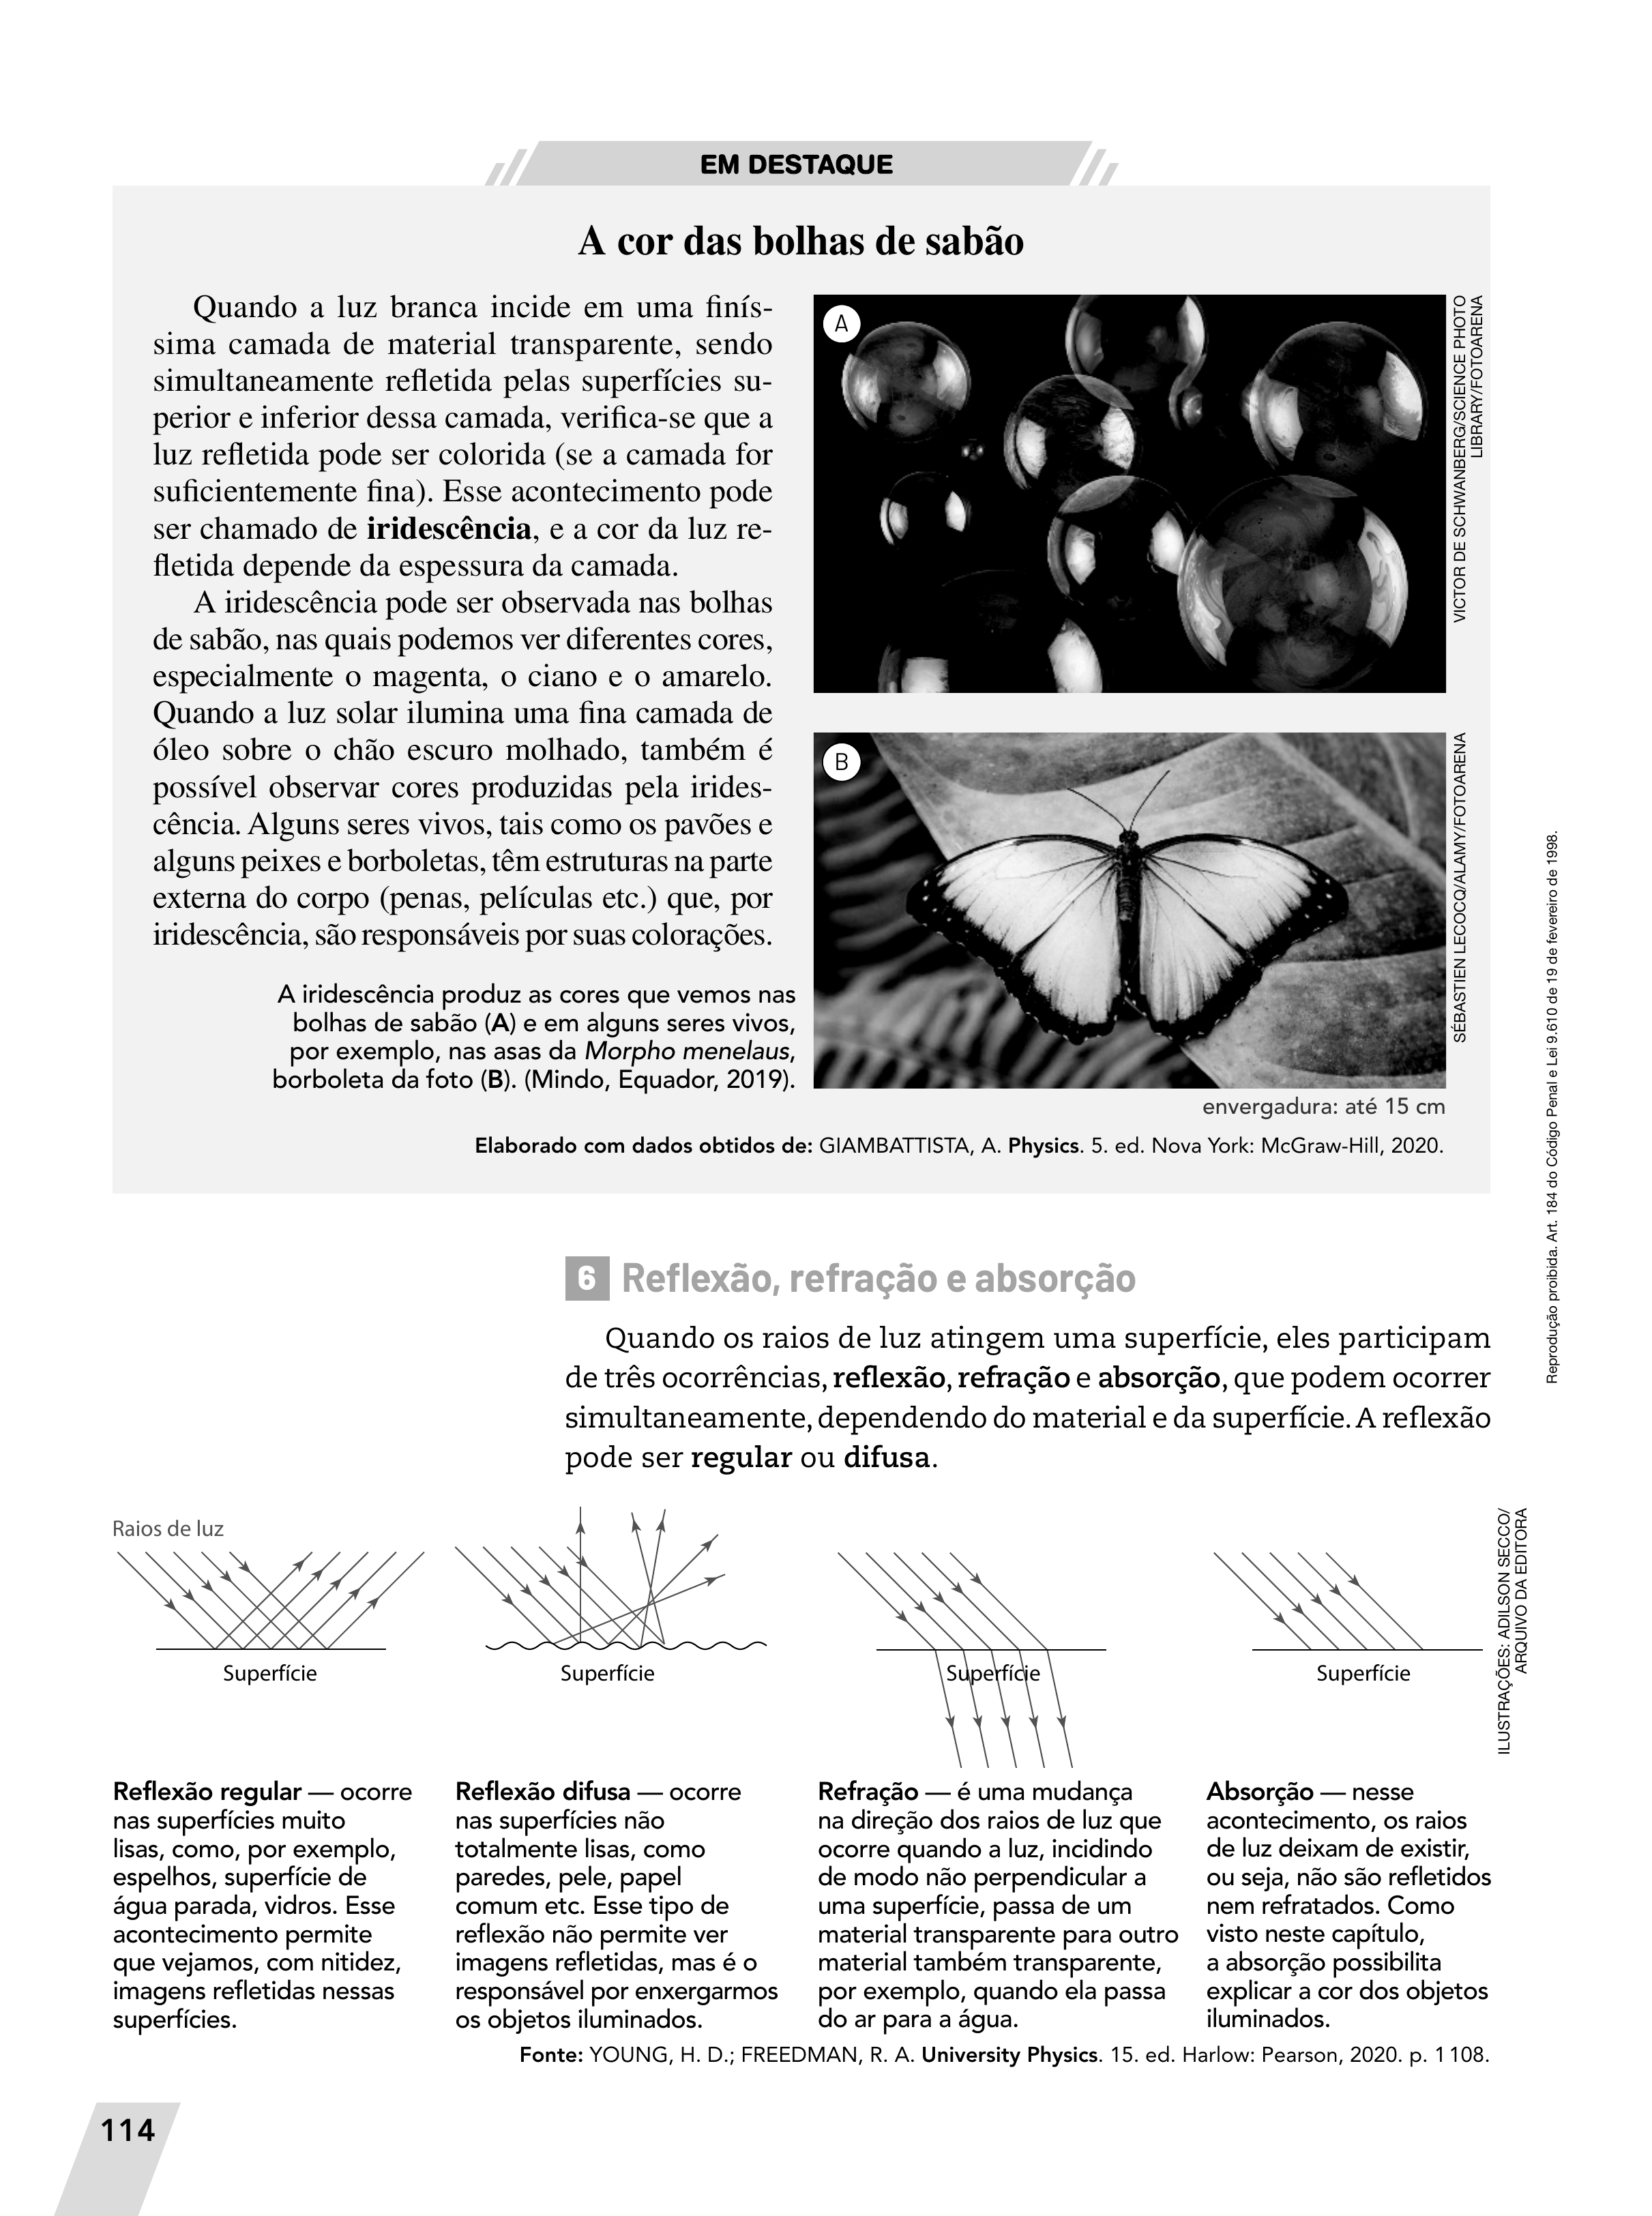 EM DESTAQUE
A cor das bolhas de sabão
Quando a luz branca incide em uma finís-
sima camada de material transparente, sendo
simultaneamente refletida pelas superfícies su-
perior e inferior dessa camada, verifica-se que a
luz refletida pode ser colorida (se a camada for
suficientemente fina). Esse acontecimento pode
ser chamado de iridescência, e a cor da luz re-
fletida depende da espessura da camada.
A iridescência pode ser observada nas bolhas
de sabão, nas quais podemos ver diferentes cores,
especialmente o magenta, o ciano e o amarelo.
Quando a luz solar ilumina uma fina camada de
óleo sobre o chão escuro molhado, também é
possível observar cores produzidas pela irides-
cência. Alguns seres vivos, tais como os pavões e
alguns peixes e borboletas, têm estruturas na parte
externa do corpo (penas, películas etc.) que, por
iridescência, são responsáveis por suas colorações.
A iridescência produz as cores que vemos nas
bolhas de sabão (A) e em alguns seres vivos,
por exemplo, nas asas da Morpho menelaus,
borboleta da foto (B). (Mindo, Equador, 2019).
A
VICTOR DE SCHWANBERG/SCIENCE PHOTO
LIBRARY/FOTOARENA
B
SÉBASTIEN LECOCQ/ALAMY/FOTOARENA
envergadura: até 15 cm
Elaborado com dados obtidos de: GIAMBATTISTA, A. Physics. 5. ed. Nova York: McGraw-Hill, 2020.
Reprodução proibida. Art. 184 do Código Penal e Lei 9.610 de 19 de fevereiro de 1998.
6 Reflexão, refração e absorção
Quando os raios de luz atingem uma superfície, eles participam
de três ocorrências, reflexão, refração e absorção, que podem ocorrer
simultaneamente, dependendo do material e da superfície. A reflexão
pode ser regular ou difusa.
Raios de luz
Superfície
Superfície
Superfície
Superfície
ILUSTRAÇÕES: ADILSON SECCO/
ARQUIVO DA EDITORA
Reflexão regular — ocorre
nas superfícies muito
lisas, como, por exemplo,
espelhos, superfície de
água parada, vidros. Esse
acontecimento permite
que vejamos, com nitidez,
imagens refletidas nessas
superfícies.
Reflexão difusa — ocorre
nas superfícies não
totalmente lisas, como
paredes, pele, papel
comum etc. Esse tipo de
reflexão não permite ver
imagens refletidas, mas é o
responsável por enxergarmos
os objetos iluminados.
Refração — é uma mudança
na direção dos raios de luz que
ocorre quando a luz, incidindo
de modo não perpendicular a
uma superfície, passa de um
material transparente para outro
material também transparente,
por exemplo, quando ela passa
do ar para a água.
Absorção — nesse
acontecimento, os raios
de luz deixam de existir,
ou seja, não são refletidos
nem refratados. Como
visto neste capítulo,
a absorção possibilita
explicar a cor dos objetos
iluminados.
Fonte: YOUNG, H. D.; FREEDMAN, R. A. University Physics. 15. ed. Harlow: Pearson, 2020. p. 1108.
114